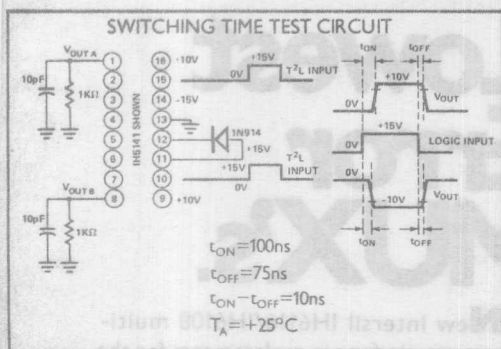 SWITCHING TIME TEST CIRCUIT
VOUT A
10pF
1KΩ
1
2
3
4
5
6
7
8
IH5141 SHOWN
16
15
14
13
12
11
10
9
-10V
-15V
+10V
0V
+15V
T²L INPUT
1N914
+15V
+15V
0V
T²L
INPUT
VOUT B
10pF
1KΩ
tON
tOFF
+10V
0V
VOUT
+15V
0V
LOGIC INPUT
0V
-10V
VOUT
tON
tOFF
tON=100ns
tOFF=75ns
tON-tOFF=10ns
TA=+25°C